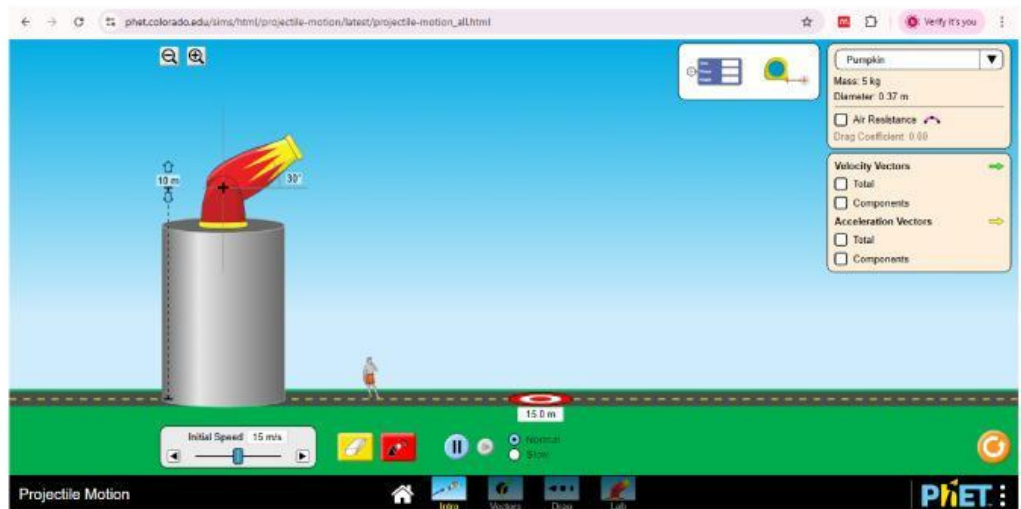 phet.colorado.edu/sims/html/projectile-motion/latest/projectile-motion_all.html
Verify it's you
Pumpkin
Mass: 5 kg
Diameter: 0.37 m
Air Resistance
Drag Coefficient: 0.00
10 m
30°
Velocity Vectors
Total
Components
Acceleration Vectors
Total
Components
15.0 m
Initial Speed 15 m/s
Normal
Slow
Projectile Motion
Intro
Vectors
Drag
Lab
PhET